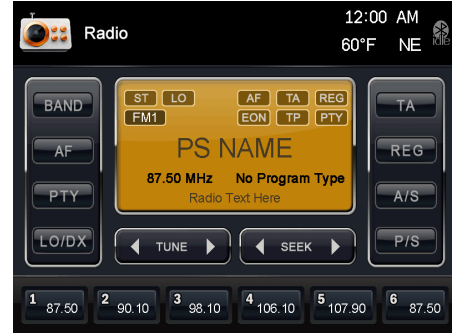 Radio
12:00 AM
60°F NE
idle
BAND
AF
PTY
LO/DX
ST LO AF TA REG
FM1 EON TP PTY
PS NAME
87.50 MHz No Program Type
Radio Text Here
TA
REG
A/S
P/S
TUNE SEEK
1 87.50 2 90.10 3 98.10 4 106.10 5 107.90 6 87.50